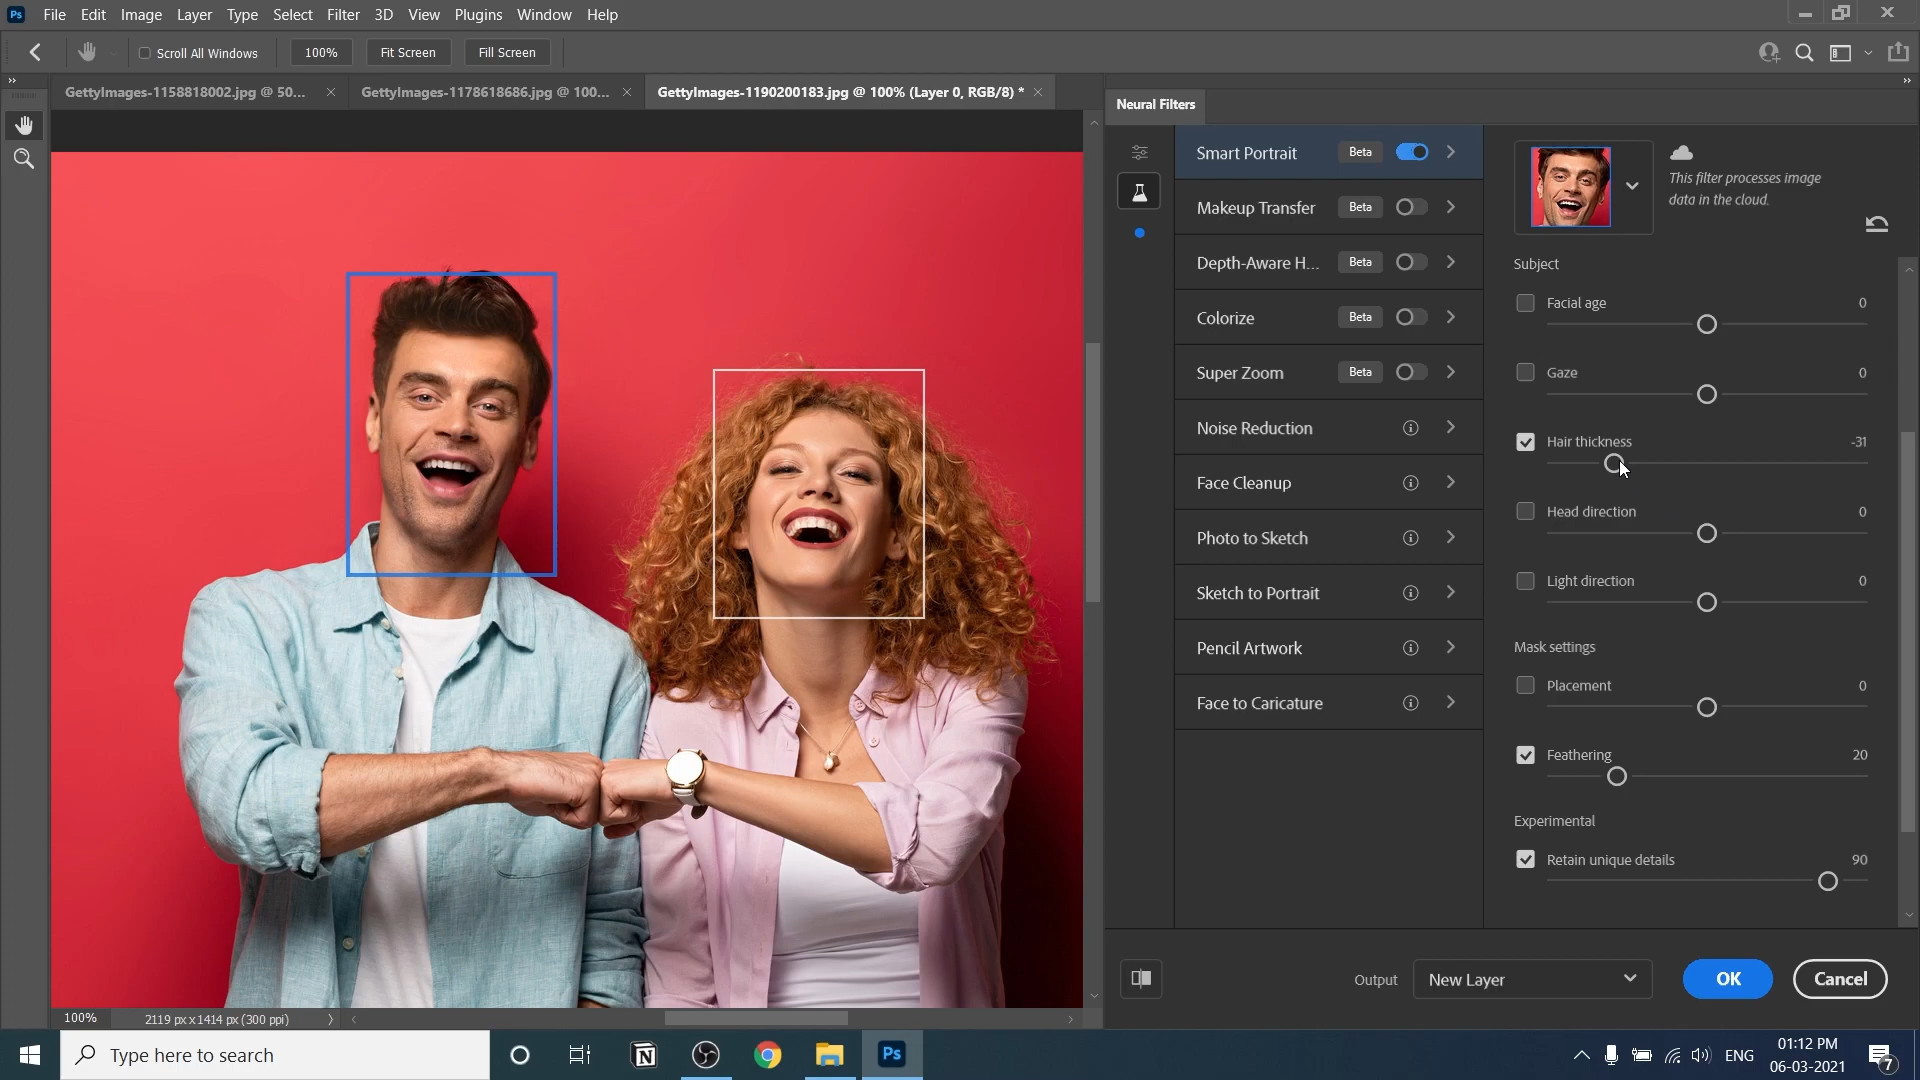 Ps File Edit Image Layer Type Select Filter 3D View Plugins Window Help
Scroll All Windows 100% Fit Screen Fill Screen
GettyImages-1158818002.jpg @ 50... × GettyImages-1178618686.jpg @ 100... × GettyImages-1190200183.jpg @ 100% (Layer 0, RGB/8) * ×
Neural Filters
Smart Portrait Beta
Makeup Transfer Beta
Depth-Aware H... Beta
Colorize Beta
Super Zoom Beta
Noise Reduction
Face Cleanup
Photo to Sketch
Sketch to Portrait
Pencil Artwork
Face to Caricature
This filter processes image
data in the cloud.
Subject
Facial age 0
Gaze 0
Hair thickness -31
Head direction 0
Light direction 0
Mask settings
Placement 0
Feathering 20
Experimental
Retain unique details 90
Output New Layer OK Cancel
100% 2119 px x 1414 px (300 ppi)
Type here to search
Ps
ENG
01:12 PM
06-03-2021
7